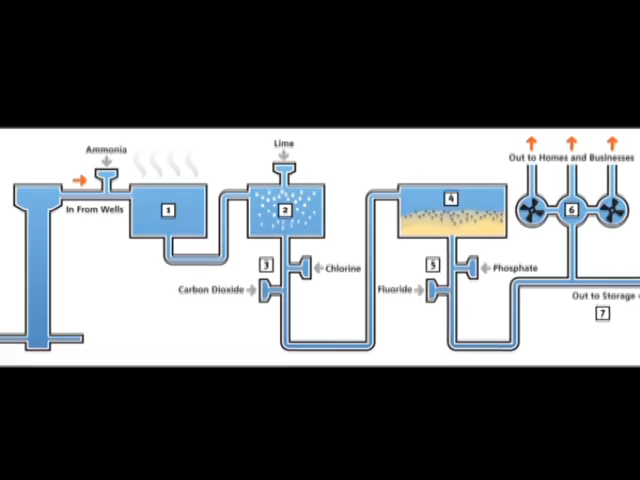 Ammonia
Lime
Out to Homes and Businesses
In From Wells
1
2
4
6
3
Chlorine
Carbon Dioxide
5
Phosphate
Fluoride
Out to Storage
7